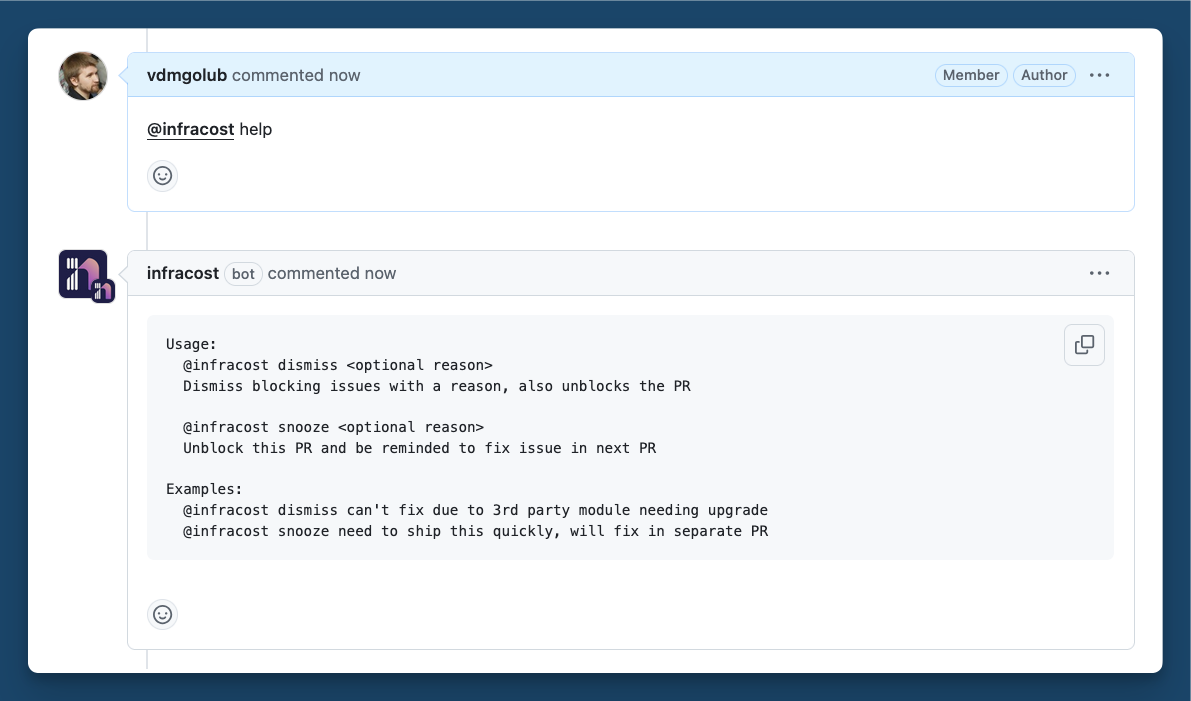 vdmgolub commented now Member Author
@infracost help
infracost bot commented now
Usage:
@infracost dismiss <optional reason>
Dismiss blocking issues with a reason, also unblocks the PR
@infracost snooze <optional reason>
Unblock this PR and be reminded to fix issue in next PR
Examples:
@infracost dismiss can't fix due to 3rd party module needing upgrade
@infracost snooze need to ship this quickly, will fix in separate PR